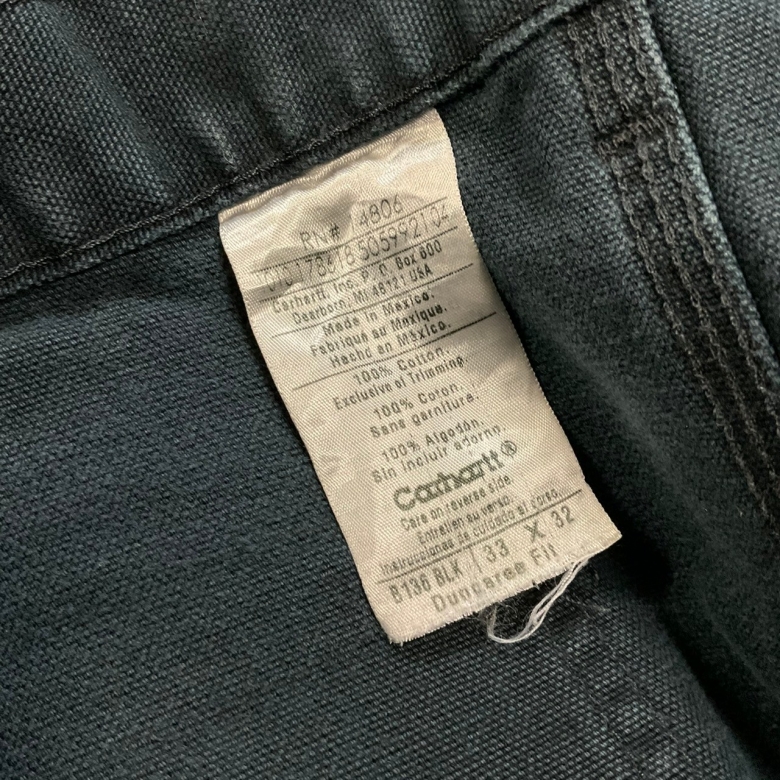 RN# 14806
505992104
Carhartt, Inc. P. O. Box 600
Dearborn, MI 48121 USA
Made in Mexico.
Fabriqué au Mexique.
Hecho en México.
100% Cotton.
Exclusive of Trimming.
100% Coton.
Sans garniture.
100% Algodón.
Sin incluir adorno.
Carhartt®
Care on reverse side.
Entretien au verso.
Instrucciones de cuidado al dorso.
B136 BLK 33 X 32
Dungaree Fit